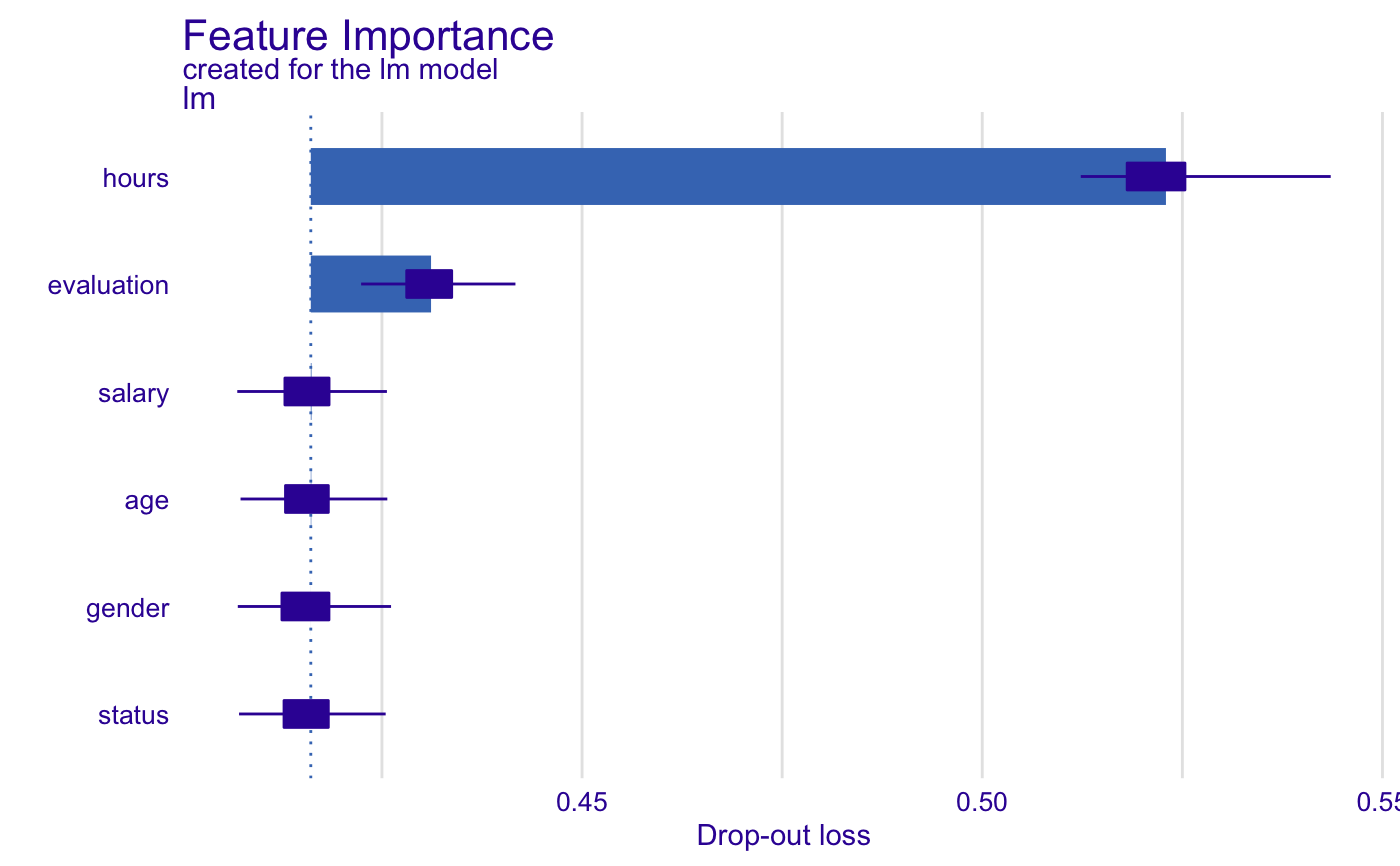 Feature Importance
created for the lm model
lm
hours
evaluation
salary
age
gender
status
0.45
0.50
0.55
Drop-out loss